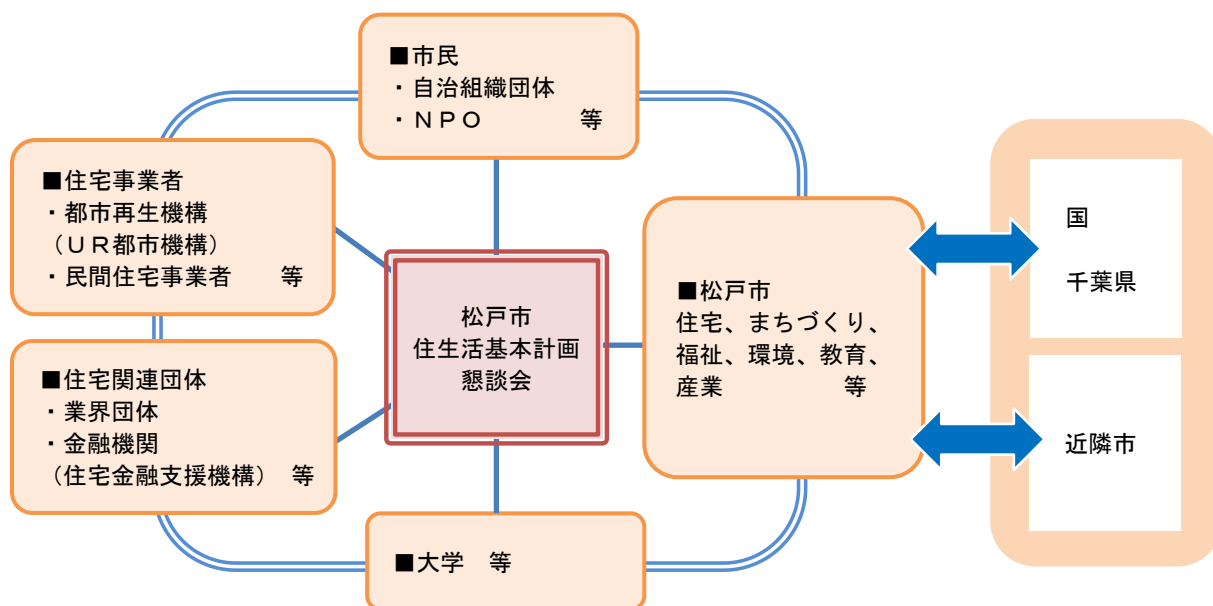 ■市民
・自治組織団体
・ＮＰＯ　　　等
■住宅事業者
・都市再生機構
（ＵＲ都市機構）
・民間住宅事業者　　等
■住宅関連団体
・業界団体
・金融機関
（住宅金融支援機構）　等
松戸市
住生活基本計画
懇談会
■松戸市
住宅、まちづくり、
福祉、環境、教育、
産業　　　　　等
■大学　等
国
千葉県
近隣市